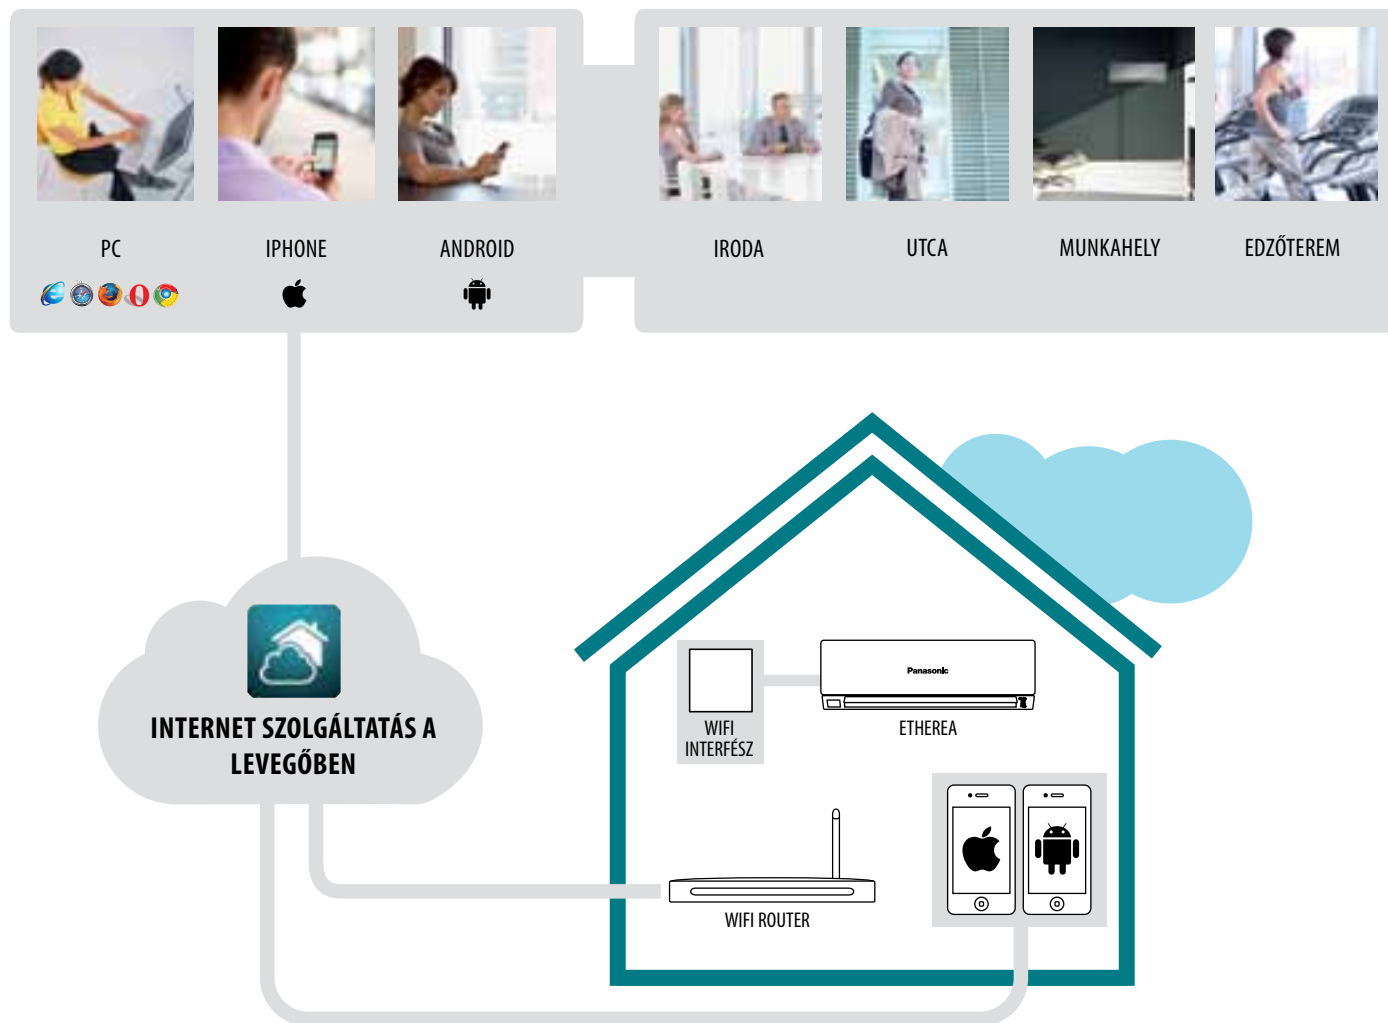 PC
IPHONE
ANDROID
IRODA
UTCA
MUNKAHELY
EDZŐTEREM
INTERNET SZOLGÁLTATÁS A
LEVEGŐBEN
Panasonic
WIFI
INTERFÉSZ
ETHEREA
WIFI ROUTER